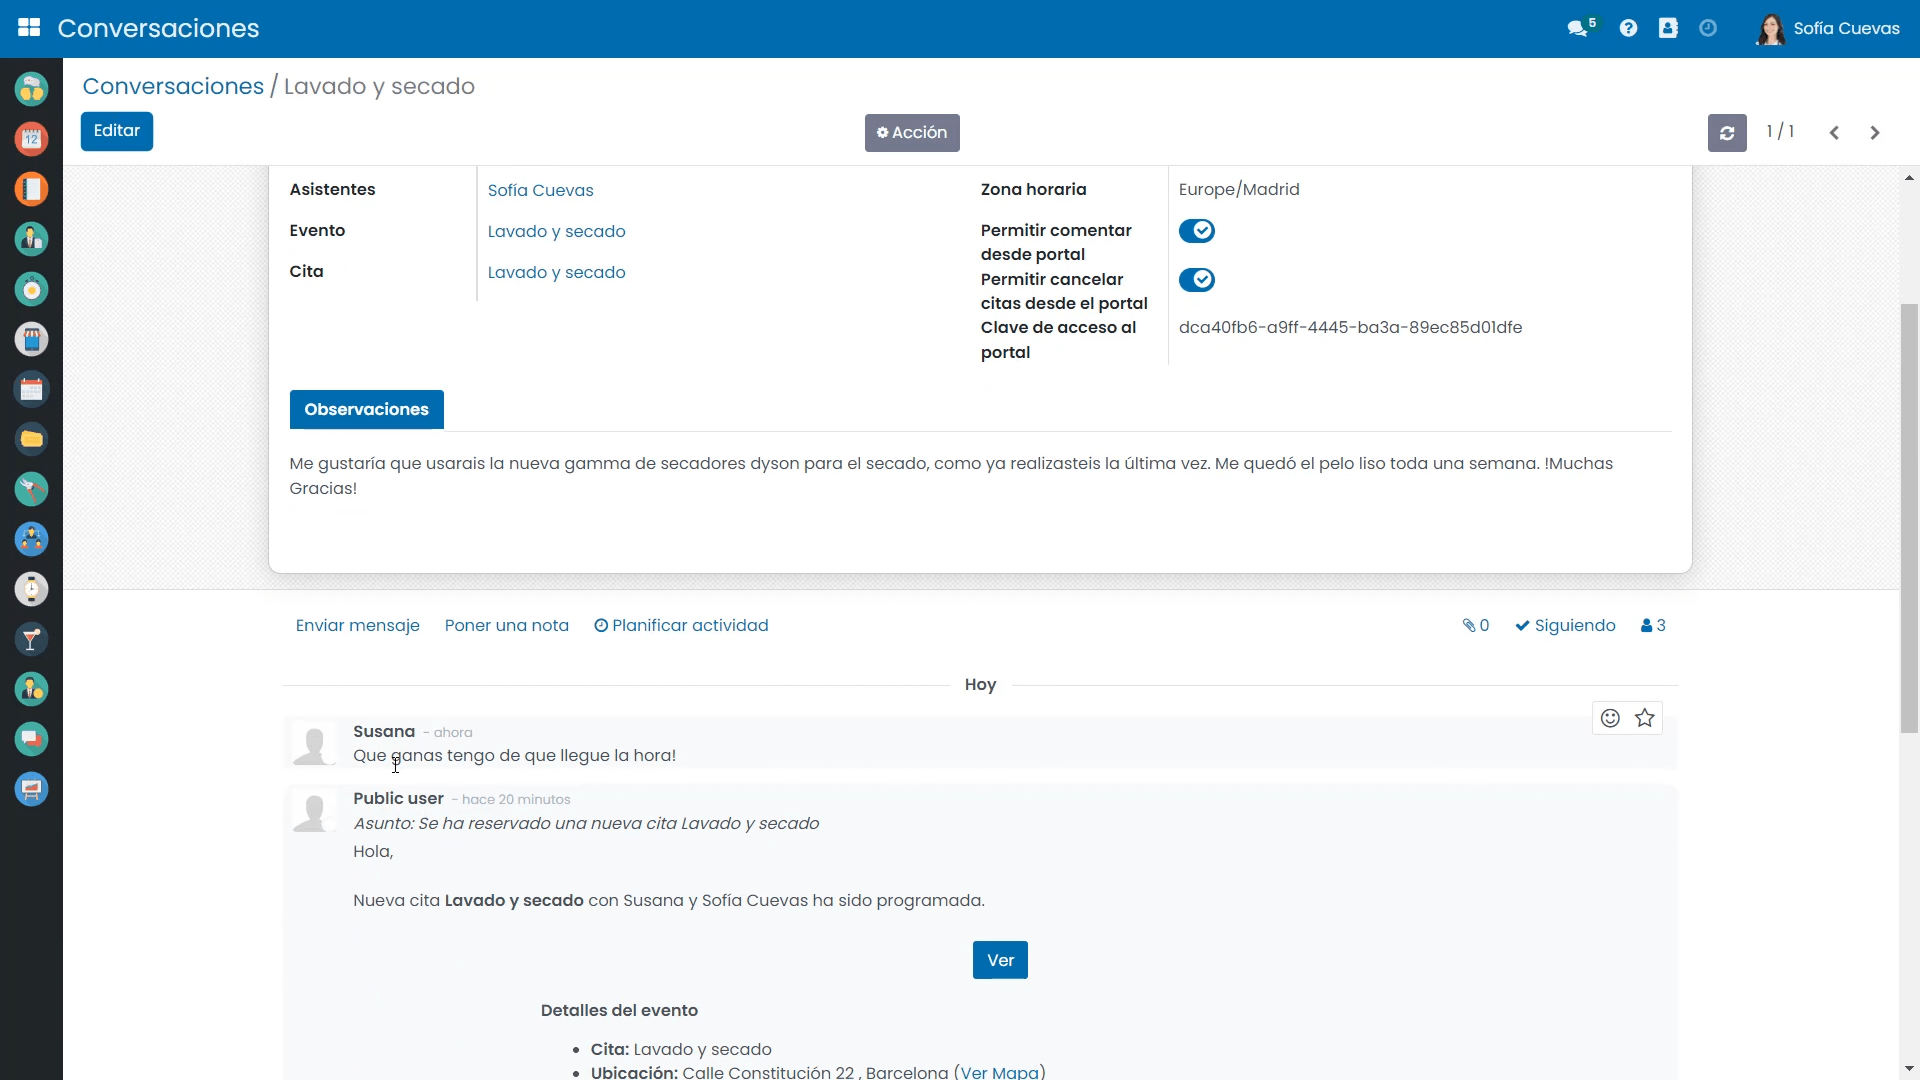 Conversaciones
5
Sofía Cuevas
Conversaciones / Lavado y secado
Editar
Acción
1 / 1
12
Asistentes
Sofía Cuevas
Evento
Lavado y secado
Cita
Lavado y secado
Zona horaria
Europe/Madrid
Permitir comentar
desde portal
Permitir cancelar
citas desde el portal
Clave de acceso al
portal
dca40fb6-a9ff-4445-ba3a-89ec85d01dfe
Observaciones
Me gustaría que usarais la nueva gamma de secadores dyson para el secado, como ya realizasteis la última vez. Me quedó el pelo liso toda una semana. !Muchas
Gracias!
Enviar mensaje
Poner una nota
Planificar actividad
0
Siguiendo
3
Hoy
Susana - ahora
Que ganas tengo de que llegue la hora!
Public user - hace 20 minutos
Asunto: Se ha reservado una nueva cita Lavado y secado
Hola,
Nueva cita Lavado y secado con Susana y Sofía Cuevas ha sido programada.
Ver
Detalles del evento
• Cita: Lavado y secado
• Ubicación: Calle Constitución 22 , Barcelona (Ver Mapa)